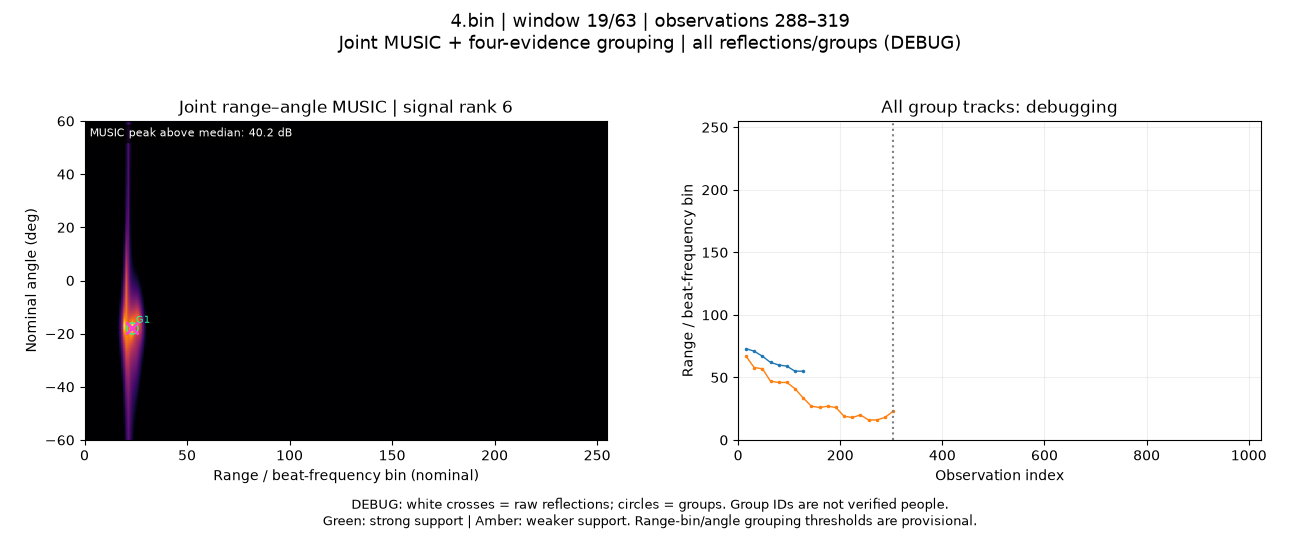 4.bin | window 19/63 | observations 288–319
Joint MUSIC + four-evidence grouping | all reflections/groups (DEBUG)
Joint range–angle MUSIC | signal rank 6
MUSIC peak above median: 40.2 dB
Nominal angle (deg)
60
40
20
0
−20
−40
−60
G1
0
50
100
150
200
250
Range / beat-frequency bin (nominal)
All group tracks: debugging
Range / beat-frequency bin
250
200
150
100
50
0
0
200
400
600
800
1000
Observation index
DEBUG: white crosses = raw reflections; circles = groups. Group IDs are not verified people.
Green: strong support | Amber: weaker support. Range-bin/angle grouping thresholds are provisional.